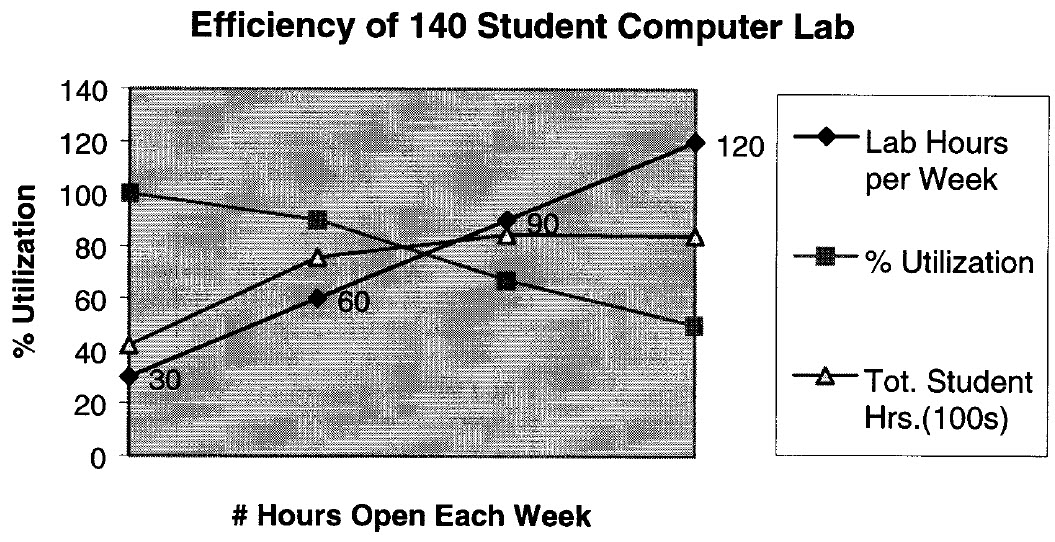 Efficiency of 140 Student Computer Lab
140
120
100
80
60
40
20
0
% Utilization
30
60
90
120
# Hours Open Each Week
Lab Hours
per Week
% Utilization
Tot. Student
Hrs.(100s)